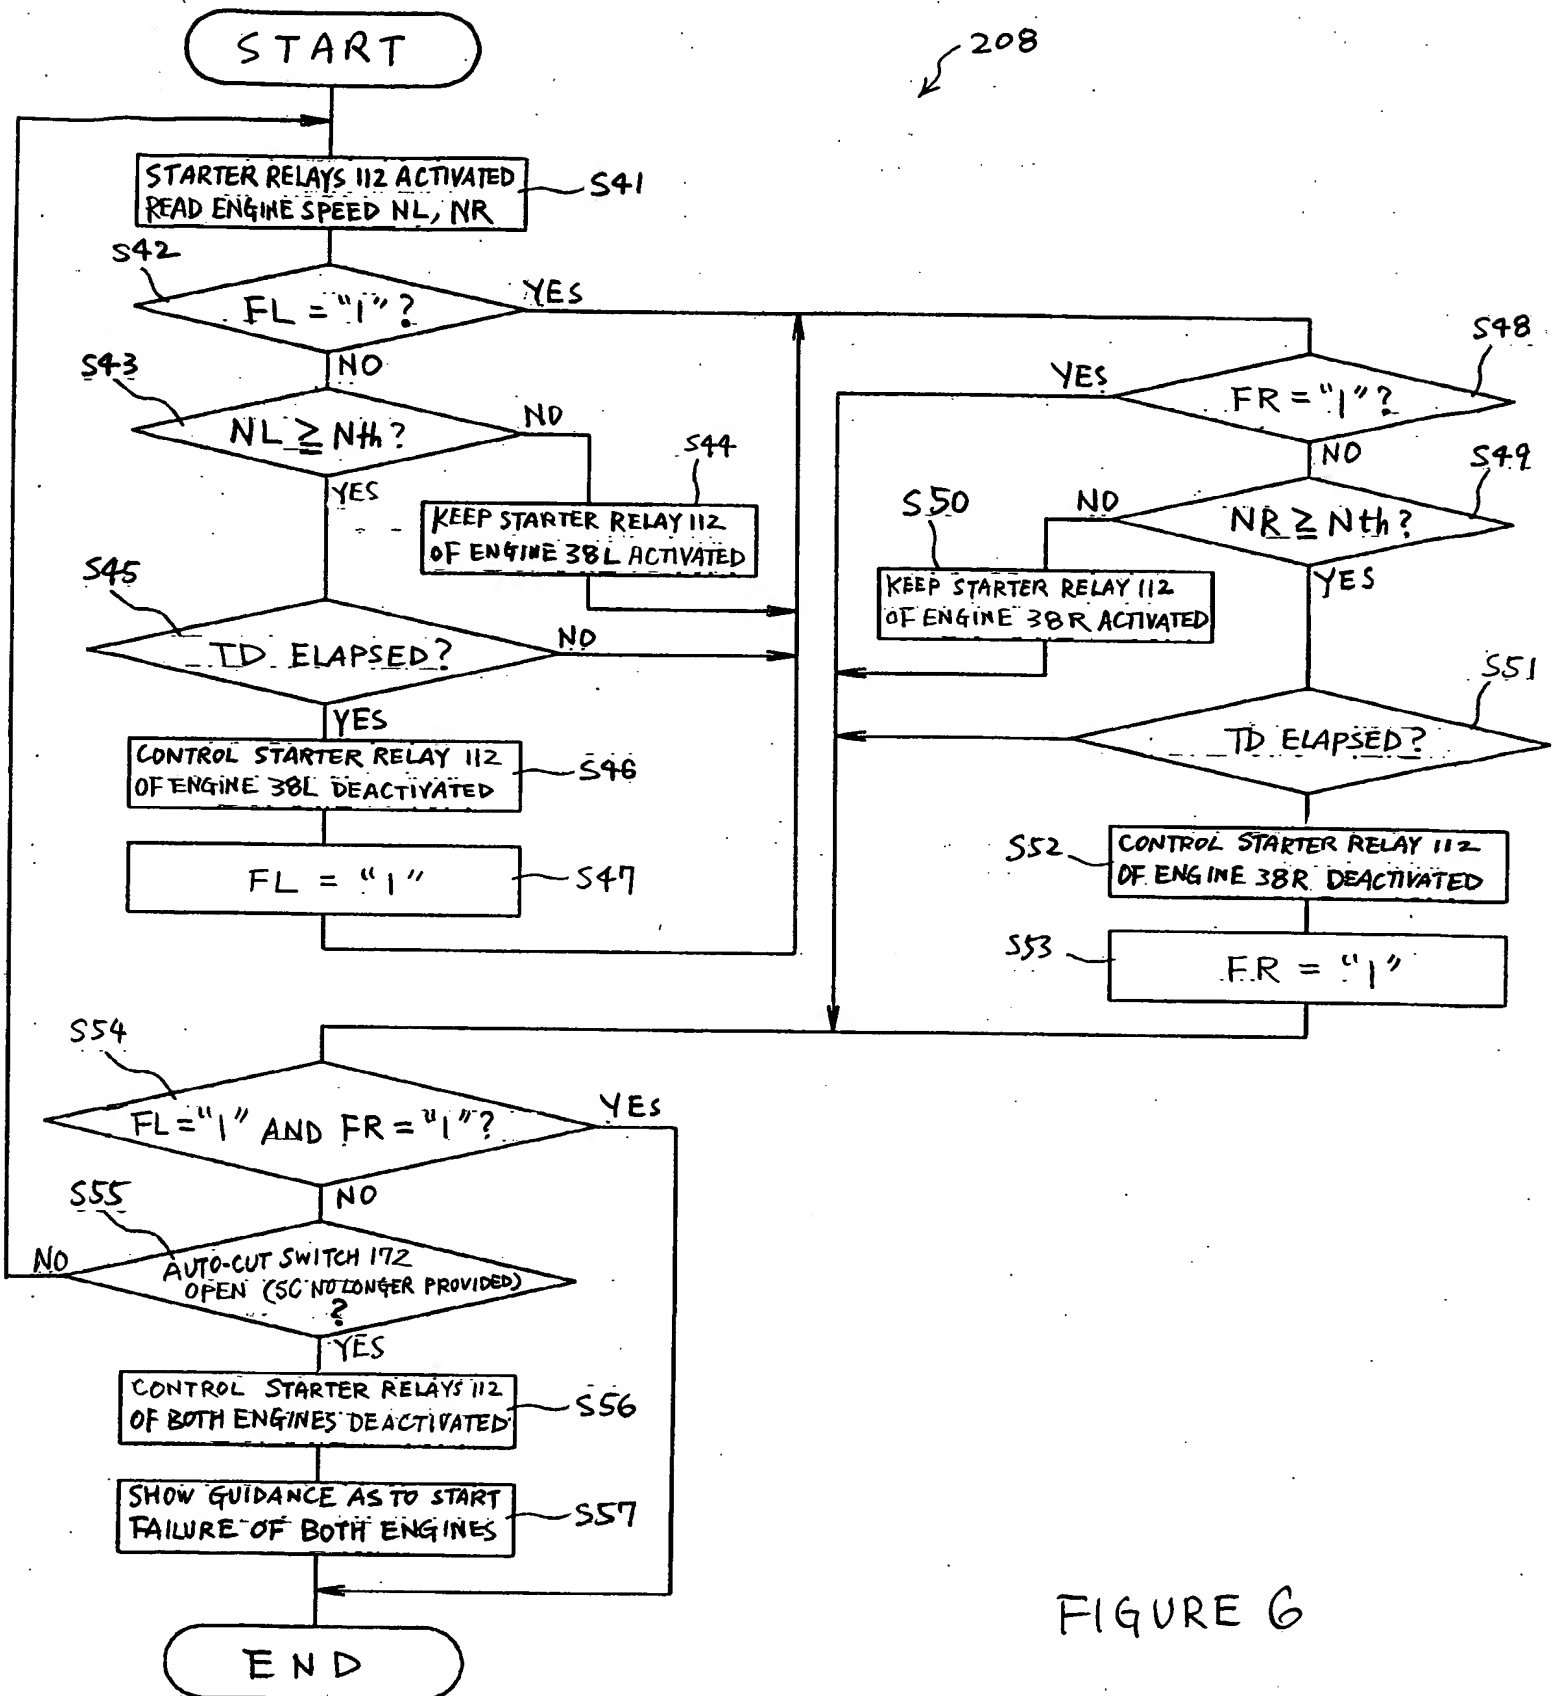 START
208
STARTER RELAYS 112 ACTIVATED
READ ENGINE SPEED NL, NR
S41
S42
FL = "1"?
YES
NO
S43
NL ≧ Nth?
NO
YES
S44
KEEP STARTER RELAY 112
OF ENGINE 38L ACTIVATED
S45
TD ELAPSED?
NO
YES
CONTROL STARTER RELAY 112
OF ENGINE 38L DEACTIVATED
S46
FL = "1"
S47
S48
FR = "1"?
YES
NO
S49
NR ≧ Nth?
NO
YES
S50
KEEP STARTER RELAY 112
OF ENGINE 38R ACTIVATED
S51
TD ELAPSED?
S52
CONTROL STARTER RELAY 112
OF ENGINE 38R DEACTIVATED
S53
FR = "1"
S54
FL = "1" AND FR = "1"?
YES
NO
S55
AUTO-CUT SWITCH 172
OPEN (SC NO LONGER PROVIDED)
?
NO
YES
CONTROL STARTER RELAYS 112
OF BOTH ENGINES DEACTIVATED
S56
SHOW GUIDANCE AS TO START
FAILURE OF BOTH ENGINES
S57
END
FIGURE 6